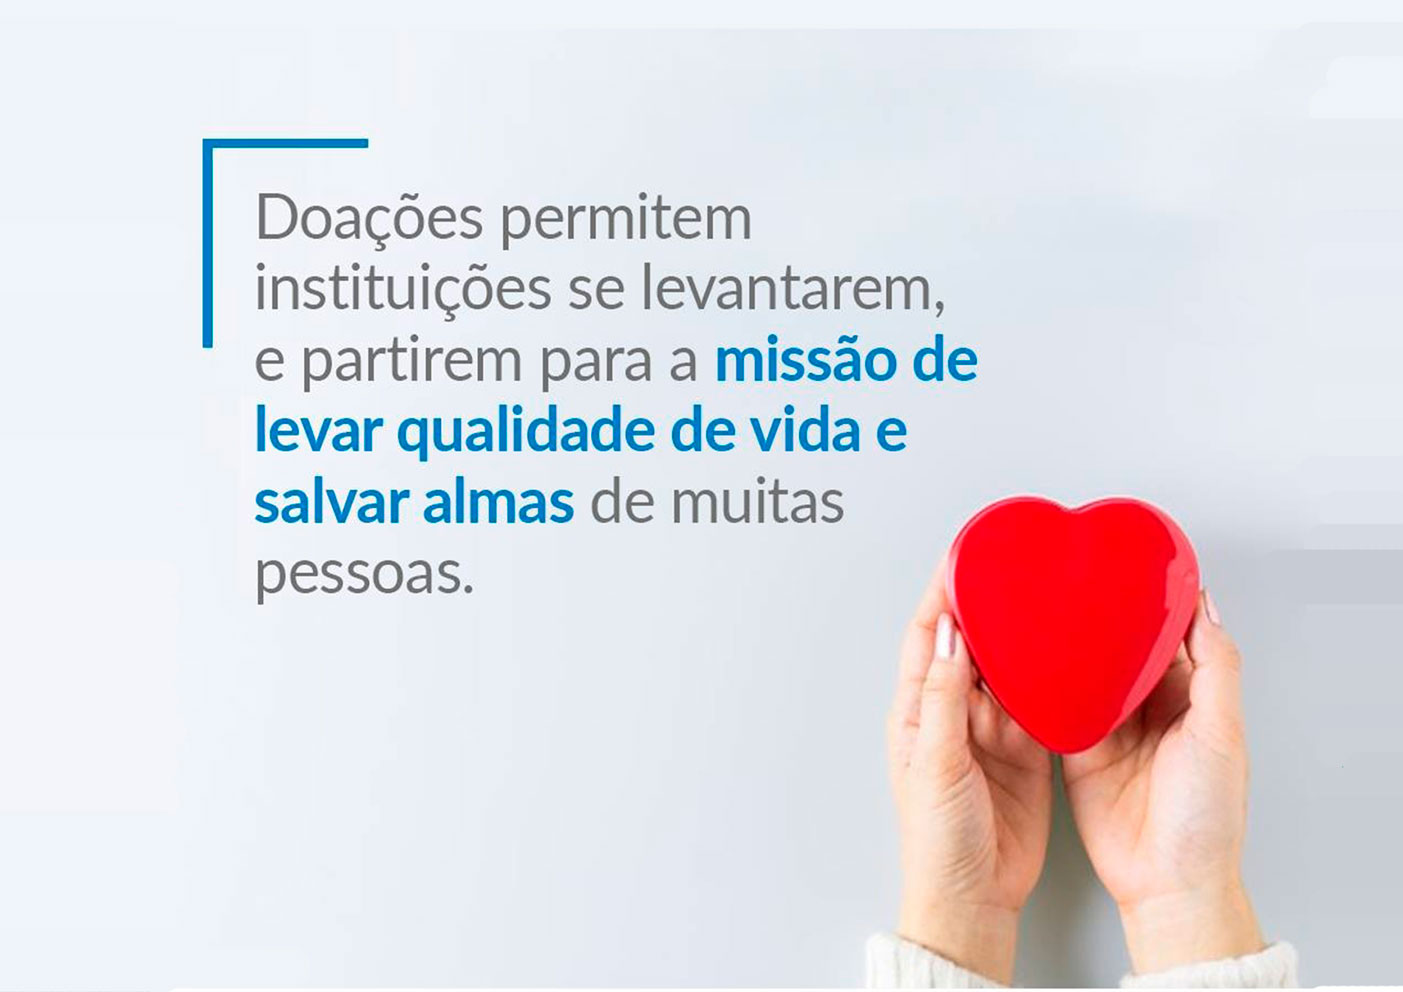 Doações permitem
instituições se levantarem,
e partirem para a missão de
levar qualidade de vida e
salvar almas de muitas
pessoas.